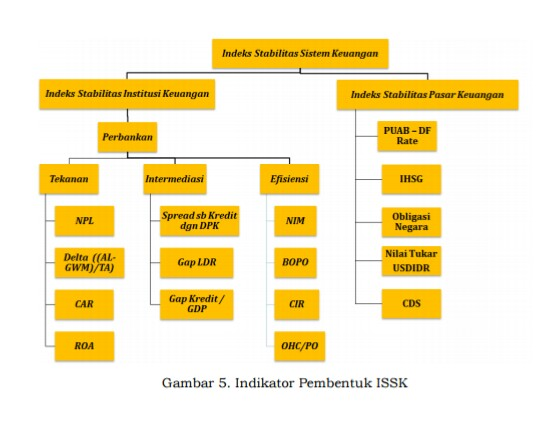 Indeks Stabilitas Sistem Keuangan
Indeks Stabilitas Institusi Keuangan
Indeks Stabilitas Pasar Keuangan
Perbankan
PUAB – DF
Rate
Tekanan
Intermediasi
Efisiensi
IHSG
NPL
Spread sb Kredit
dgn DPK
NIM
Obligasi
Negara
Delta ((AL-
GWM)/TA)
Gap LDR
BOPO
Nilai Tukar
USDIDR
CAR
Gap Kredit /
GDP
CIR
CDS
ROA
OHC/PO
Gambar 5. Indikator Pembentuk ISSK